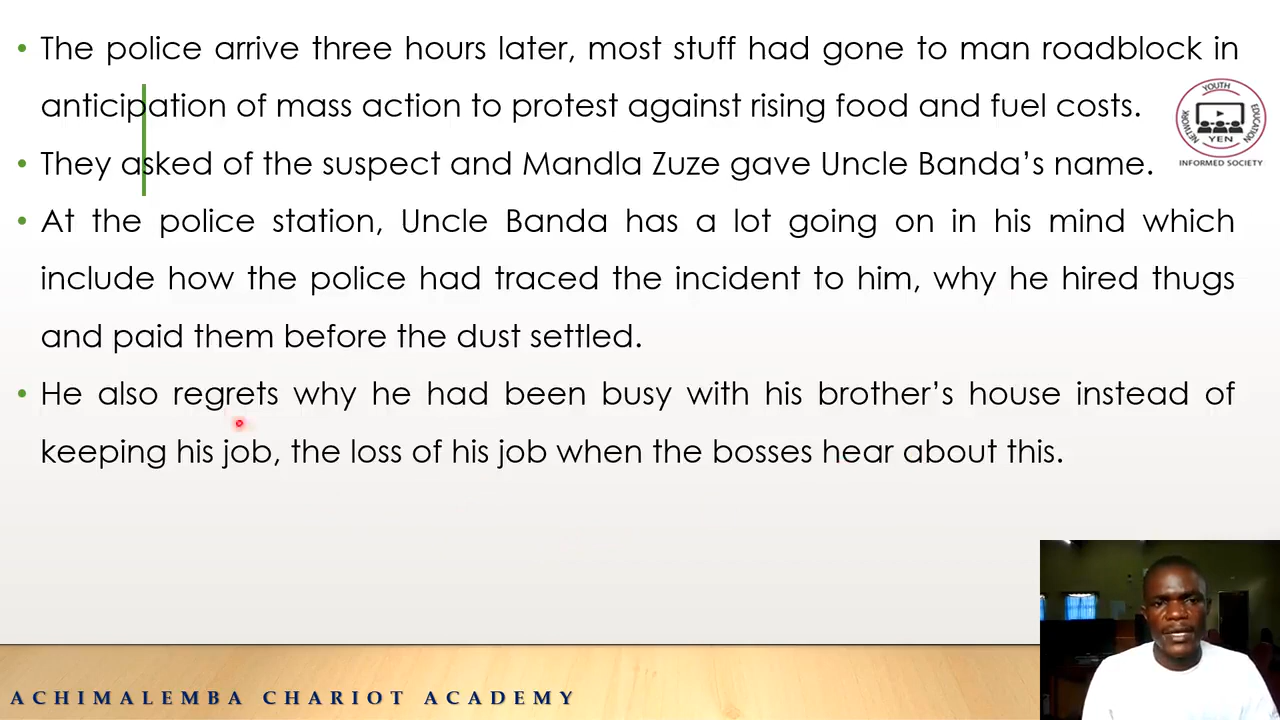 • The police arrive three hours later, most stuff had gone to man roadblock in
anticipation of mass action to protest against rising food and fuel costs.
• They asked of the suspect and Mandla Zuze gave Uncle Banda’s name.
• At the police station, Uncle Banda has a lot going on in his mind which
include how the police had traced the incident to him, why he hired thugs
and paid them before the dust settled.
• He also regrets why he had been busy with his brother’s house instead of
keeping his job, the loss of his job when the bosses hear about this.
YOUTH
EDUCATION
NETWORK
YEN
INFORMED SOCIETY
ACHIMALEMBA CHARIOT ACADEMY